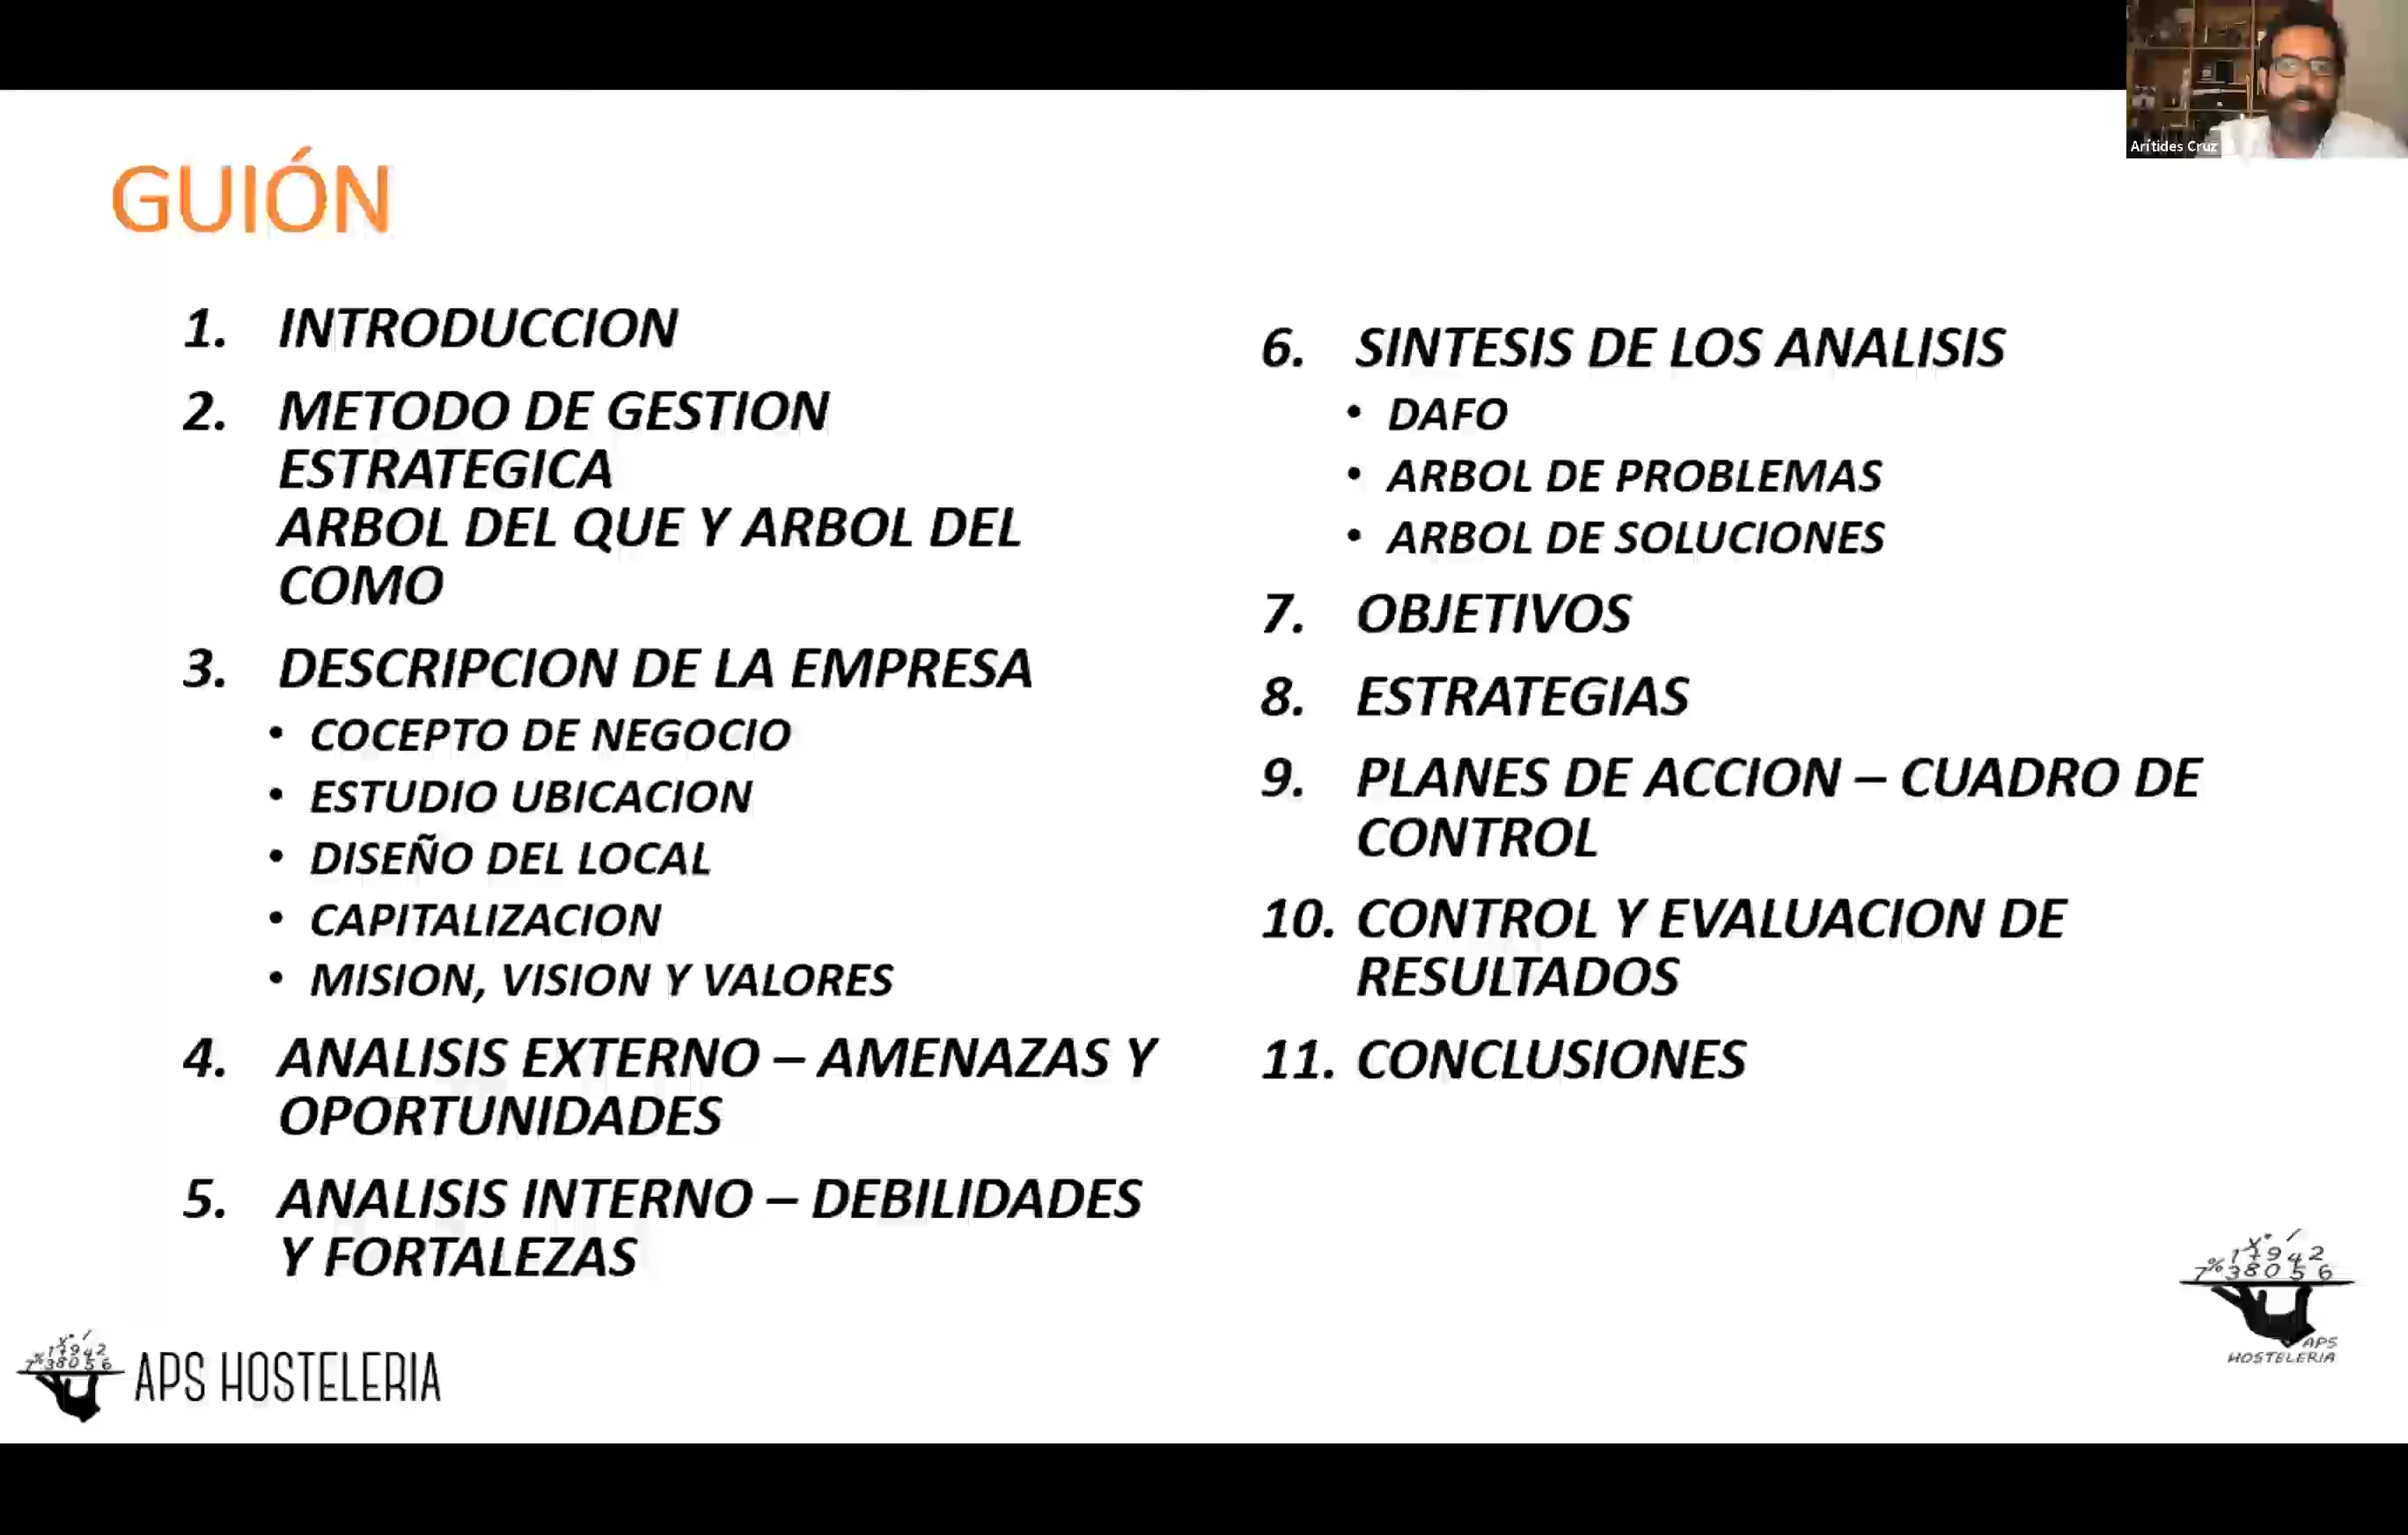 Arítides Cruz
GUIÓN
1. INTRODUCCION
2. METODO DE GESTION
ESTRATEGICA
ARBOL DEL QUE Y ARBOL DEL
COMO
3. DESCRIPCION DE LA EMPRESA
• COCEPTO DE NEGOCIO
• ESTUDIO UBICACION
• DISEÑO DEL LOCAL
• CAPITALIZACION
• MISION, VISION Y VALORES
4. ANALISIS EXTERNO – AMENAZAS Y
OPORTUNIDADES
5. ANALISIS INTERNO – DEBILIDADES
Y FORTALEZAS
6. SINTESIS DE LOS ANALISIS
• DAFO
• ARBOL DE PROBLEMAS
• ARBOL DE SOLUCIONES
7. OBJETIVOS
8. ESTRATEGIAS
9. PLANES DE ACCION – CUADRO DE
CONTROL
10. CONTROL Y EVALUACION DE
RESULTADOS
11. CONCLUSIONES
APS HOSTELERIA
APS
HOSTELERIA